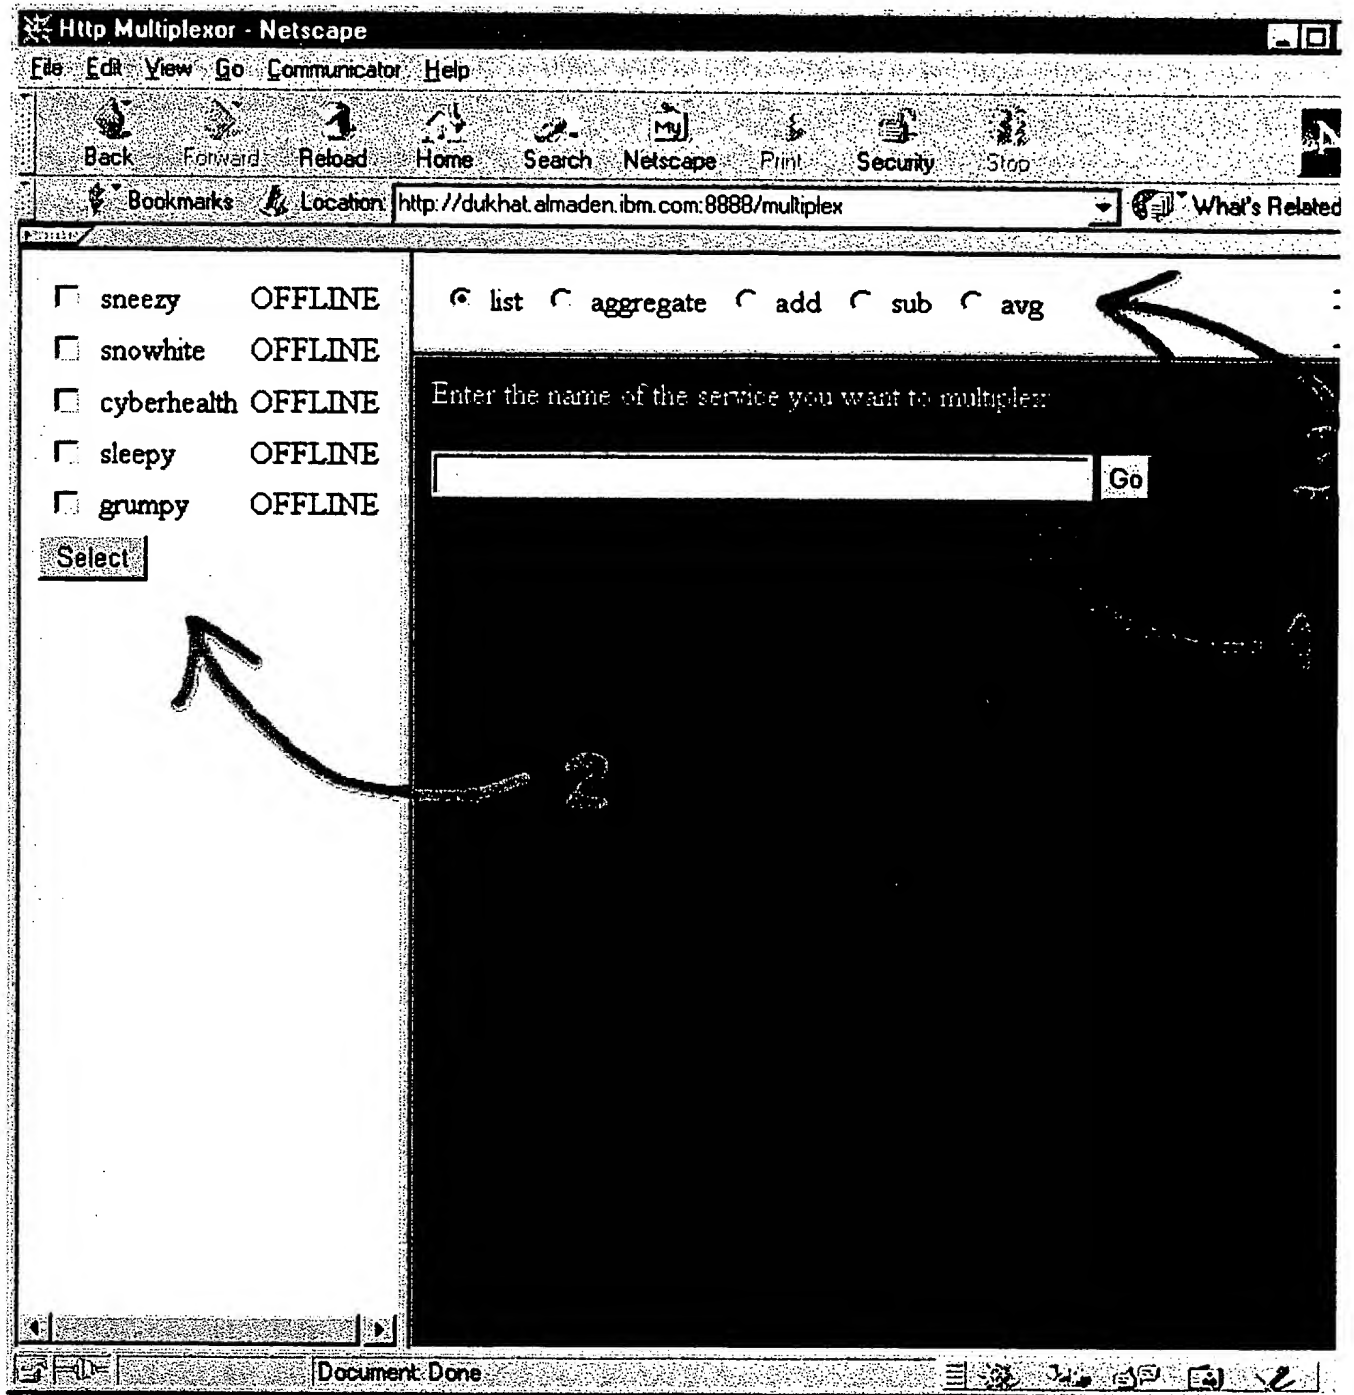 Http Multiplexor - Netscape
File Edit View Go Communicator Help
Back Forward Reload Home Search Netscape Print Security Stop
Bookmarks Location: http://dukhat.almaden.ibm.com:8888/multiplex What's Related
sneezy OFFLINE
snowhite OFFLINE
cyberhealth OFFLINE
sleepy OFFLINE
grumpy OFFLINE
Select
list aggregate add sub avg
Enter the name of the service you want to multiplex:
Go
3
4
2
Document: Done